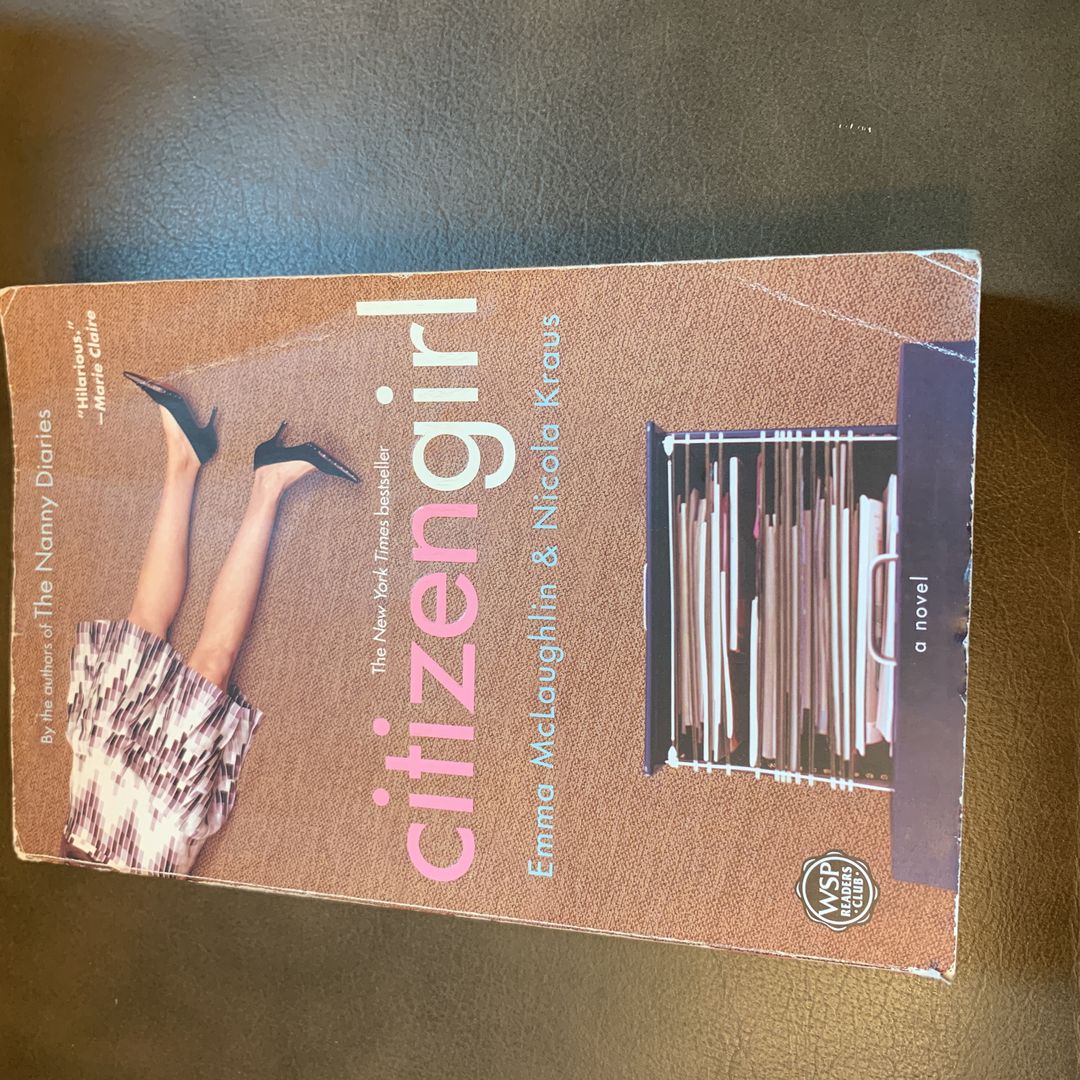 By the authors of The Nanny Diaries
"Hilarious."
—Marie Claire
The New York Times bestseller
citizengirl
Emma McLaughlin & Nicola Kraus
a novel
WSP
READERS
CLUB